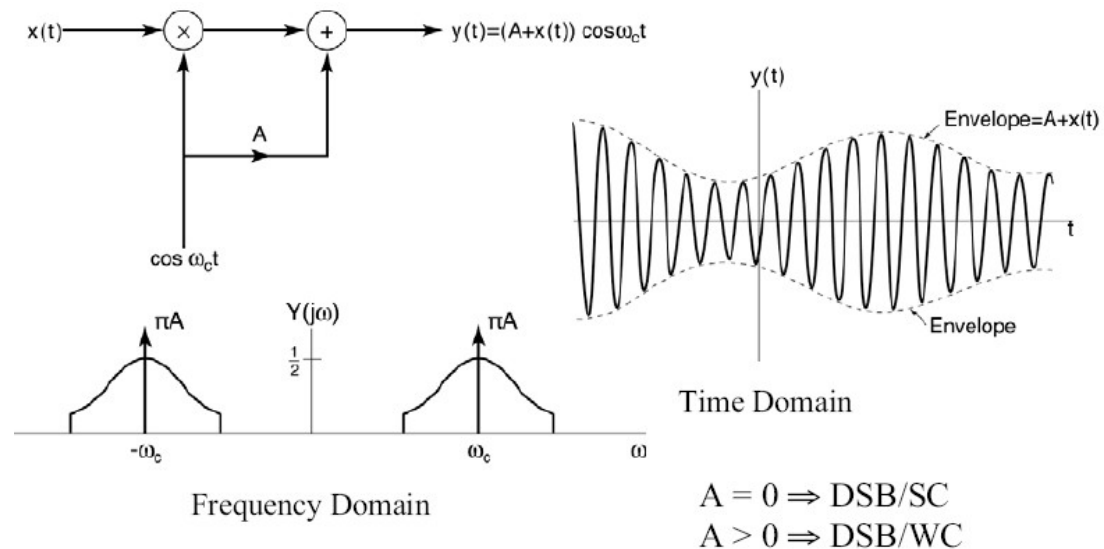 x(t)
×
+
y(t)=(A+x(t)) cosω_ct
A
cos ω_ct
y(t)
Envelope=A+x(t)
t
Envelope
Time Domain
πA
Y(jω)
πA
1/2
-ω_c
ω_c
ω
Frequency Domain
A = 0 ⇒ DSB/SC
A > 0 ⇒ DSB/WC